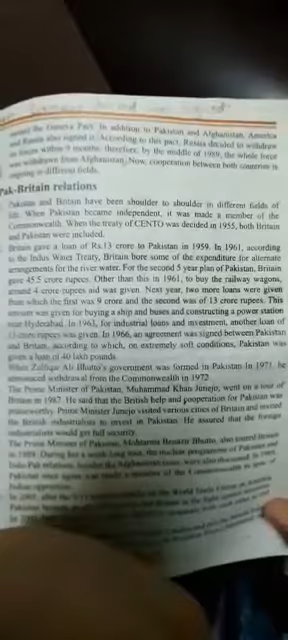 the Geneva Pact. In addition to Pakistan and Afghanistan, America
and Russia also signed it. According to this pact, Russia decided to withdraw
its forces within 9 months, therefore, by the middle of 1989, the whole force
was withdrawn from Afghanistan. Now, cooperation between both countries is
ongoing in different fields.
Pak-Britain relations
Pakistan and Britain have been shoulder to shoulder in different fields of
life. When Pakistan became independent, it was made a member of the
Commonwealth. When the treaty of CENTO was decided in 1955, both Britain
and Pakistan were included.
Britain gave a loan of Rs.13 crore to Pakistan in 1959. In 1961, according
to the Indus Water Treaty, Britain bore some of the expenditure for alternate
arrangements for the river water. For the second 5 year plan of Pakistan, Britain
gave 45.5 crore rupees. Other than this in 1961, to buy the railway wagons,
around 4 crore rupees aid was given. Next year, two more loans were given
from which the first was 9 crore and the second was of 13 crore rupees. This
amount was given for buying a ship and buses and constructing a power station
near Hyderabad. In 1963, for industrial loans and investment, another loan of
13 crore rupees was given. In 1966, an agreement was signed between Pakistan
and Britain, according to which, on extremely soft conditions, Pakistan was
given a loan of 40 lakh pounds.
When Zulfiqar Ali Bhutto's government was formed in Pakistan In 1971, he
announced withdrawal from the Commonwealth in 1972
The Prime Minister of Pakistan, Muhammad Khan Junejo, went on a tour of
Britain in 1987. He said that the British help and pooperation for Pakistan was
praiseworthy. Prime Minister Junejo visited various cities of Britain and invited
the British industrialists to invest in Pakistan. He assured that the foreign
industrialists would get full security.
The Prime Minister of Pakistan, Mohtarma Benazir Bhutto, also toured Britain
in 1989. During her a week long tour, the nuclear programme of Pakistan and
Indo-Pak relations, besides the Afghanistan issue, were also discussed. In 1989,
Pakistan once again was made a member of the Commonwealth in spite of
Indian opposition.
In 2001, after the 9/11 on the World Trade